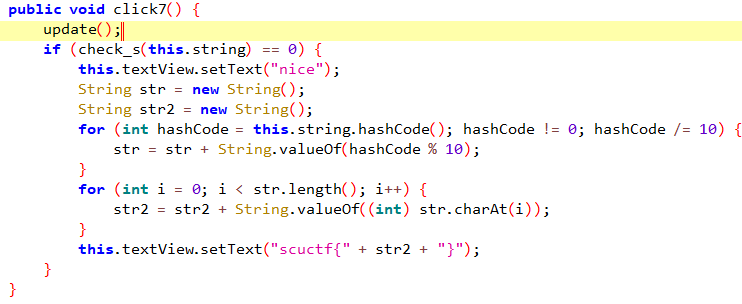 public void click7() {
    update();
    if (check_s(this.string) == 0) {
        this.textView.setText("nice");
        String str = new String();
        String str2 = new String();
        for (int hashCode = this.string.hashCode(); hashCode != 0; hashCode /= 10) {
            str = str + String.valueOf(hashCode % 10);
        }
        for (int i = 0; i < str.length(); i++) {
            str2 = str2 + String.valueOf((int) str.charAt(i));
        }
        this.textView.setText("scuctf{" + str2 + "}");
    }
}